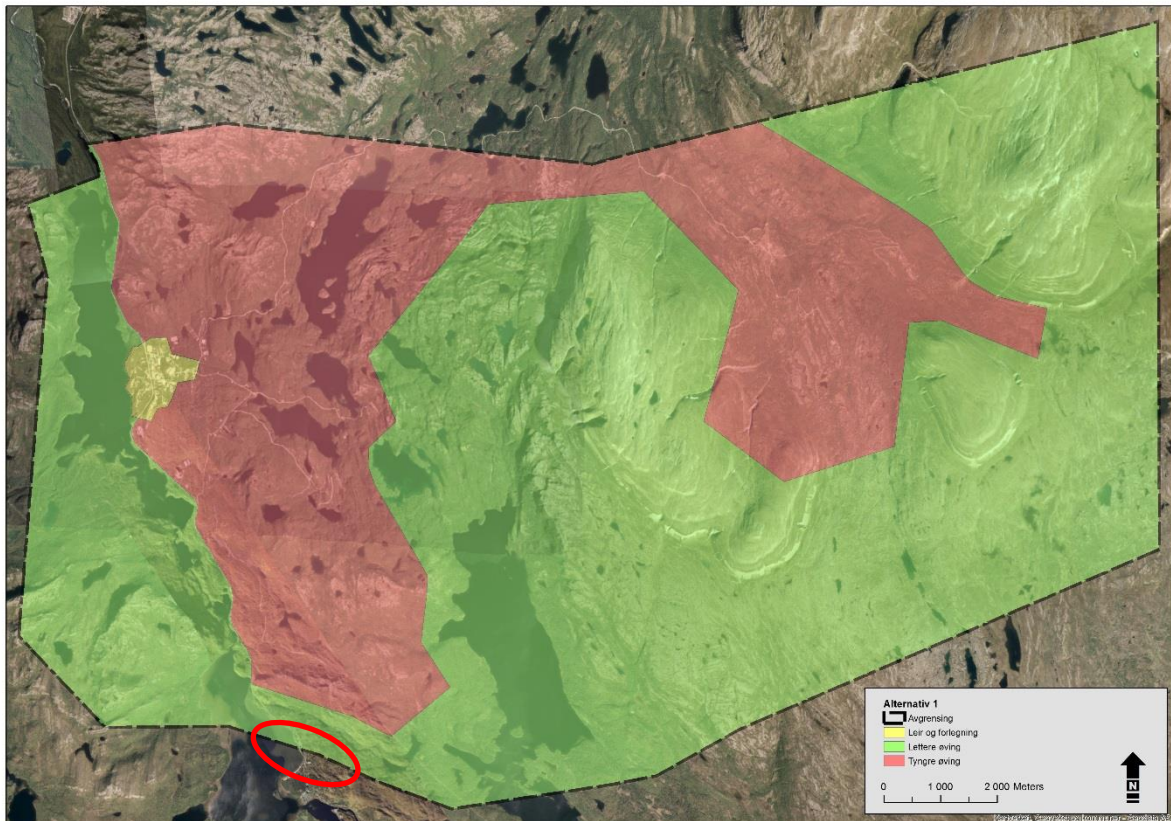 Alternativ 1
Avgrensing
Leir og forlegning
Lettere øving
Tyngre øving
0 1 000 2 000 Meters
N